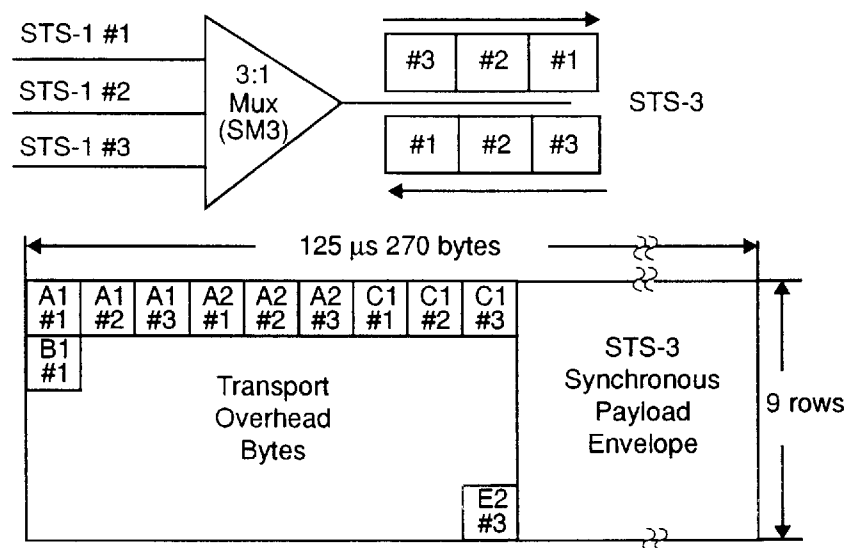 STS-1 #1
STS-1 #2
STS-1 #3
3:1
Mux
(SM3)
#3 #2 #1
#1 #2 #3
STS-3
125 μs 270 bytes
A1 A1 A1 A2 A2 A2 C1 C1 C1
#1 #2 #3 #1 #2 #3 #1 #2 #3
B1
#1
Transport
Overhead
Bytes
E2
#3
STS-3
Synchronous
Payload
Envelope
9 rows